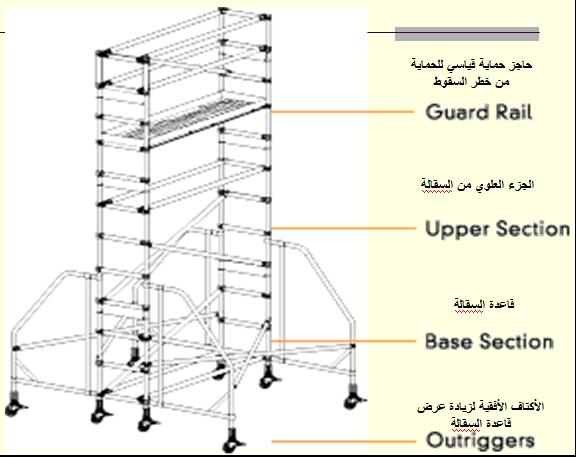 حاجز حماية قياسي للحماية
من خطر السقوط
Guard Rail
الجزء العلوي من السقالة
Upper Section
قاعدة السقالة
Base Section
الأكتاف الأفقية لزيادة عرض
قاعدة السقالة
Outriggers